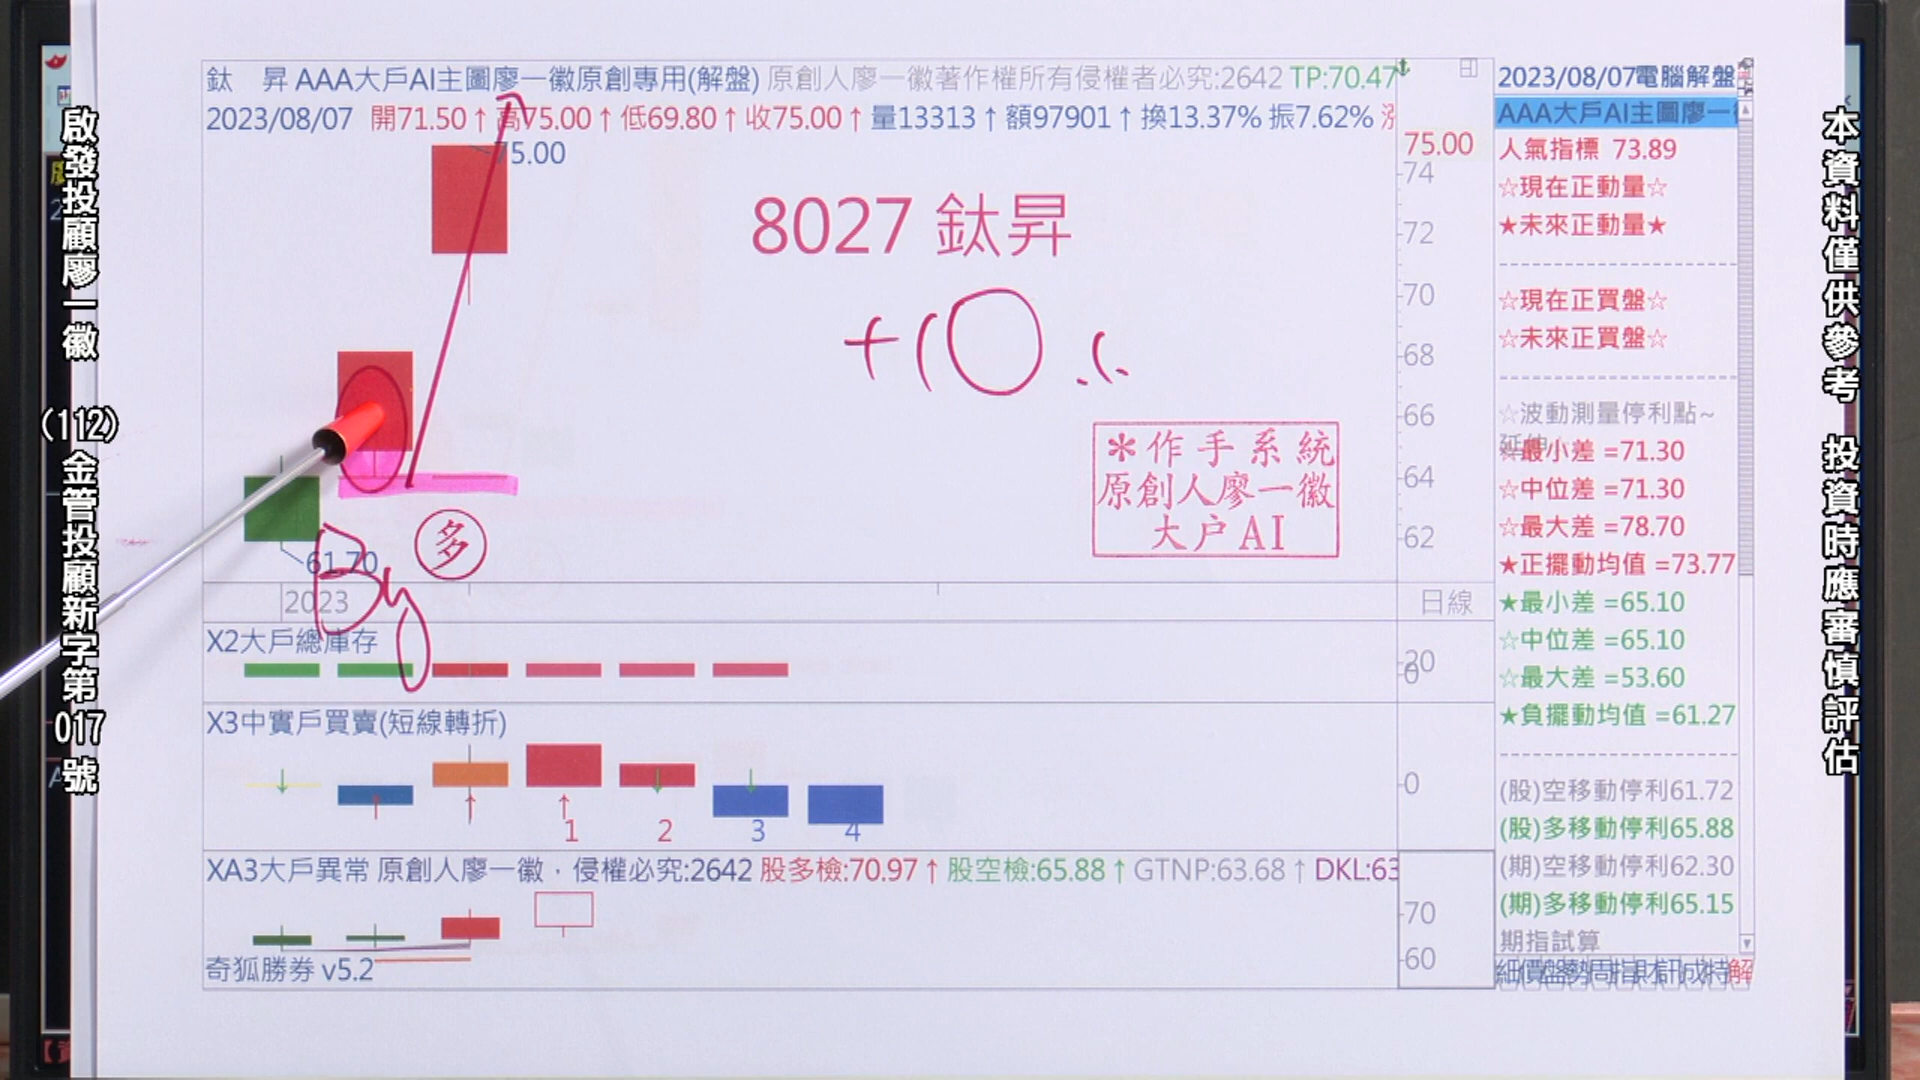 啟發投顧廖一徽 (112)金管投顧新字第017號
鈦 昇 AAA大戶AI主圖廖一徽原創專用(解盤) 原創人廖一徽著作權所有侵權者必究:2642 TP:70.47
2023/08/07 開71.50↑ 高75.00↑ 低69.80↑ 收75.00↑ 量13313↑ 額97901↑ 換13.37% 振7.62%
75.00
8027 鈦昇
+10%
*作手系統
原創人廖一徽
大戶AI
多
61.70
By
75.00
74
72
70
68
66
64
62
2023
日線
X2大戶總庫存
20
0
X3中實戶買賣(短線轉折)
0
1 2 3 4
XA3大戶異常 原創人廖一徽，侵權必究:2642 股多檢:70.97↑ 股空檢:65.88↑ GTNP:63.68↑ DKL:63
70
60
奇狐勝券 v5.2
2023/08/07電腦解盤
AAA大戶AI主圖廖一
人氣指標 73.89
☆現在正動量☆
★未來正動量★
☆現在正買盤☆
☆未來正買盤☆
☆波動測量停利點~
☆最小差 =71.30
☆中位差 =71.30
☆最大差 =78.70
★正擺動均值 =73.77
★最小差 =65.10
☆中位差 =65.10
☆最大差 =53.60
★負擺動均值 =61.27
(股)空移動停利61.72
(股)多移動停利65.88
(期)空移動停利62.30
(期)多移動停利65.15
期指試算
本資料僅供參考 投資時應審慎評估